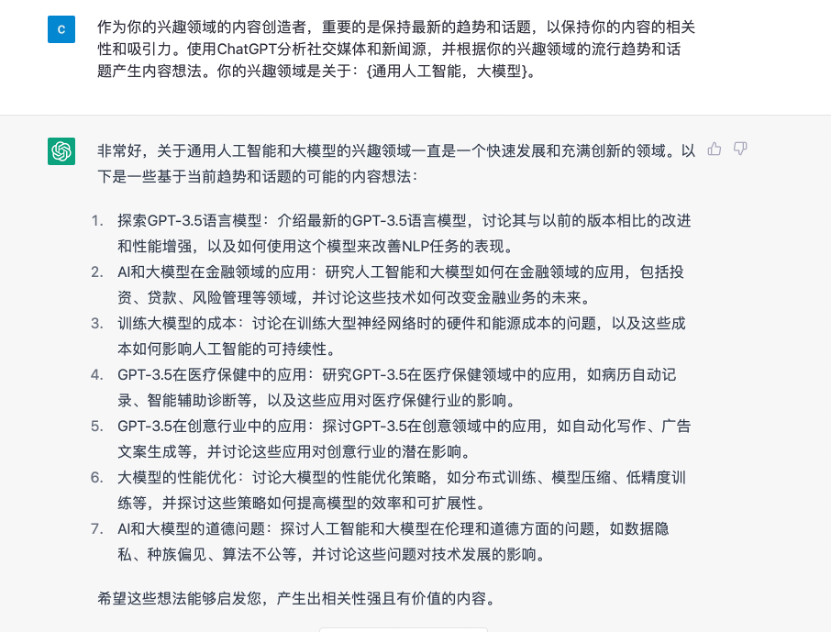 C
作为你的兴趣领域的内容创造者，重要的是保持最新的趋势和话题，以保持你的内容的相关
性和吸引力。使用ChatGPT分析社交媒体和新闻源，并根据你的兴趣领域的流行趋势和话
题产生内容想法。你的兴趣领域是关于：{通用人工智能，大模型}。
非常好，关于通用人工智能和大模型的兴趣领域一直是一个快速发展和充满创新的领域。以
下是一些基于当前趋势和话题的可能的内容想法：
1. 探索GPT-3.5语言模型：介绍最新的GPT-3.5语言模型，讨论其与以前的版本相比的改进
和性能增强，以及如何使用这个模型来改善NLP任务的表现。
2. AI和大模型在金融领域的应用：研究人工智能和大模型如何在金融领域的应用，包括投
资、贷款、风险管理等领域，并讨论这些技术如何改变金融业务的未来。
3. 训练大模型的成本：讨论在训练大型神经网络时的硬件和能源成本的问题，以及这些成
本如何影响人工智能的可持续性。
4. GPT-3.5在医疗保健中的应用：研究GPT-3.5在医疗保健领域中的应用，如病历自动记
录、智能辅助诊断等，以及这些应用对医疗保健行业的影响。
5. GPT-3.5在创意行业中的应用：探讨GPT-3.5在创意领域中的应用，如自动化写作、广告
文案生成等，并讨论这些应用对创意行业的潜在影响。
6. 大模型的性能优化：讨论大模型的性能优化策略，如分布式训练、模型压缩、低精度训
练等，并探讨这些策略如何提高模型的效率和可扩展性。
7. AI和大模型的道德问题：探讨人工智能和大模型在伦理和道德方面的问题，如数据隐
私、种族偏见、算法不公等，并讨论这些问题对技术发展的影响。
希望这些想法能够启发您，产生出相关性强且有价值的内容。